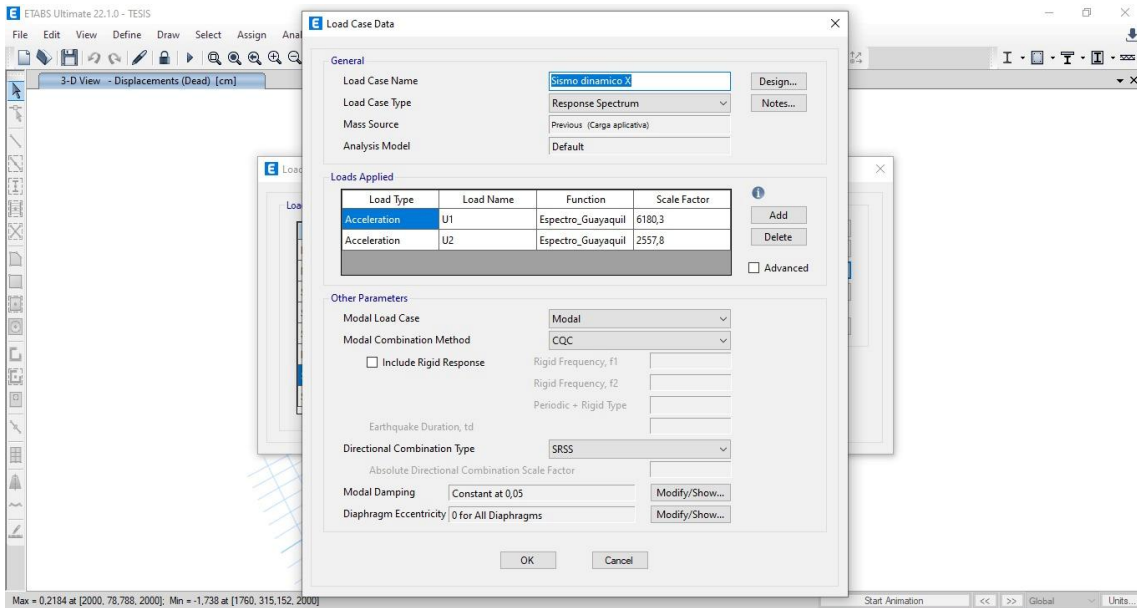 ETABS Ultimate 22.1.0 - TESIS
File Edit View Define Draw Select Assign Anal
3-D View - Displacements (Dead) [cm]
Load Case Data
General
Load Case Name Sismo dinamico X Design...
Load Case Type Response Spectrum Notes...
Mass Source Previous (Carga aplicativa)
Analysis Model Default
Loads Applied
Load Type Load Name Function Scale Factor
Acceleration U1 Espectro_Guayaquil 6180,3 Add
Acceleration U2 Espectro_Guayaquil 2557,8 Delete
Advanced
Other Parameters
Modal Load Case Modal
Modal Combination Method CQC
Include Rigid Response Rigid Frequency, f1
Rigid Frequency, f2
Periodic + Rigid Type
Earthquake Duration, td
Directional Combination Type SRSS
Absolute Directional Combination Scale Factor
Modal Damping Constant at 0,05 Modify/Show...
Diaphragm Eccentricity 0 for All Diaphragms Modify/Show...
OK Cancel
Max = 0,2184 at [2000, 78,788, 2000]; Min = -1,738 at [1760, 315,152, 2000] Start Animation << >> Global Units...